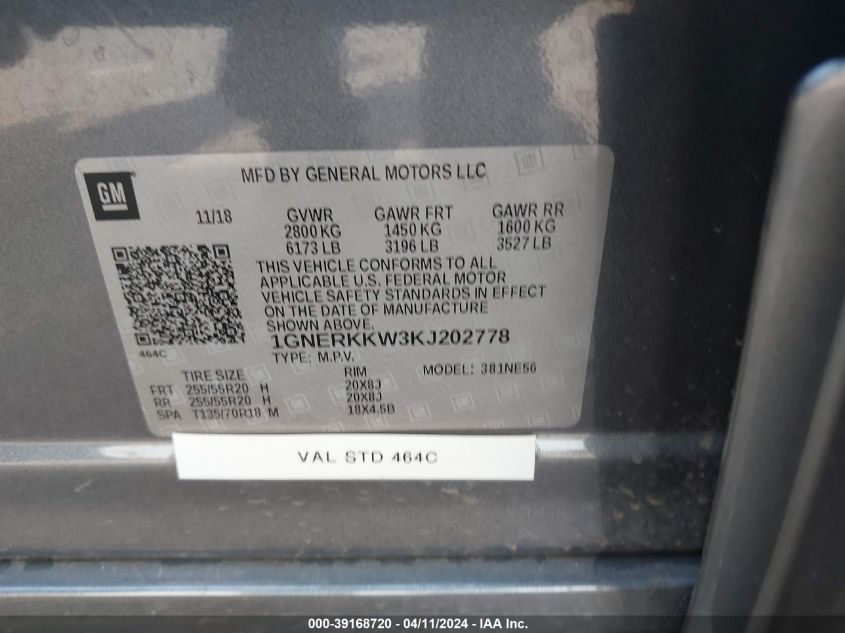 MFD BY GENERAL MOTORS LLC
GM
11/18 GVWR GAWR FRT GAWR RR
2800 KG 1450 KG 1600 KG
6173 LB 3196 LB 3527 LB
THIS VEHICLE CONFORMS TO ALL
APPLICABLE U.S. FEDERAL MOTOR
VEHICLE SAFETY STANDARDS IN EFFECT
ON THE DATE OF MANUFACTURE
SHOWN ABOVE.
464C
1GNERKKW3KJ202778
TYPE: M.P.V. MODEL: 381NE56
TIRE SIZE RIM
FRT 255/55R20 H 20X8J
RR 255/55R20 H 20X8J
SPA T135/70R18 M 18X4.5B
VAL STD 464C
000-39168720 - 04/11/2024 - IAA Inc.